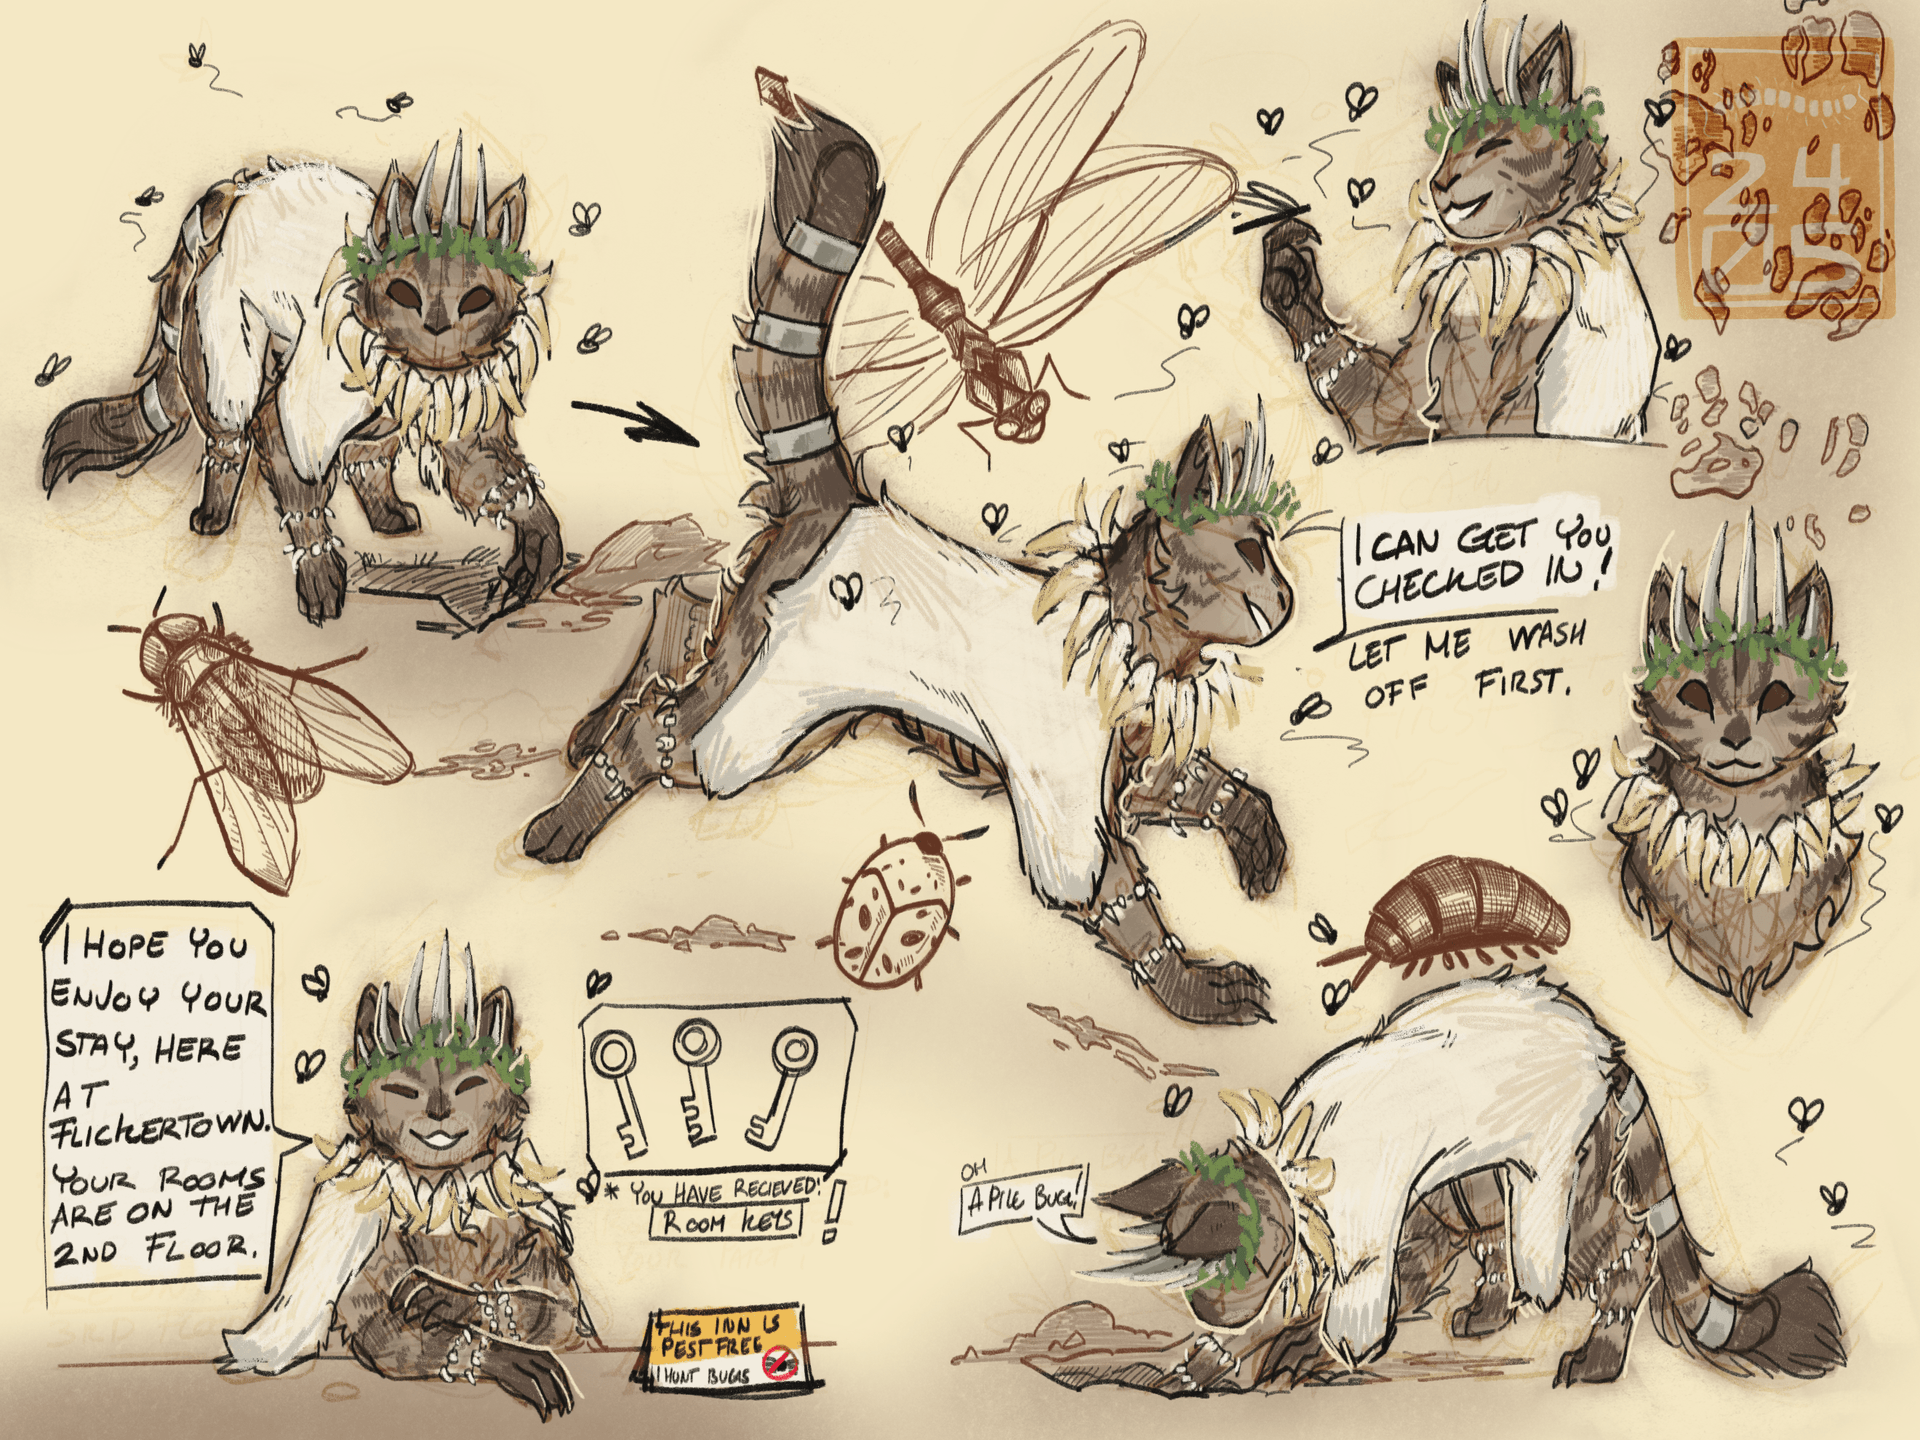 24
05
I CAN GET YOU
CHECKED IN!
LET ME WASH
OFF FIRST.
I HOPE YOU
ENJOY YOUR
STAY, HERE
AT
FLICKERTOWN.
YOUR ROOMS
ARE ON THE
2ND FLOOR.
* YOU HAVE RECIEVED:
ROOM KEYS!
OH
A PILL BUG!
THIS INN IS
PEST FREE
I HUNT BUGS